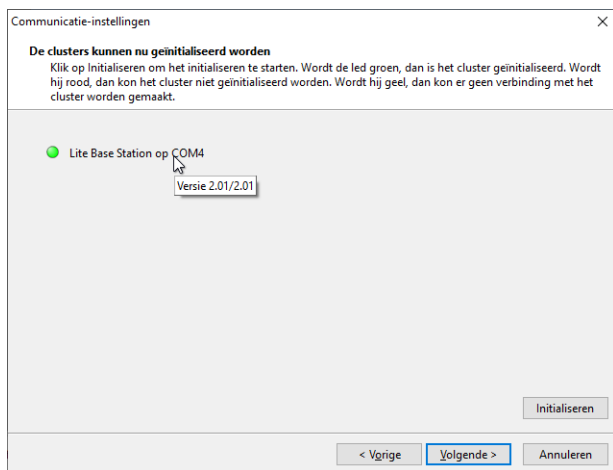 Communicatie-instellingen
De clusters kunnen nu geïnitialiseerd worden
Klik op Initialiseren om het initialiseren te starten. Wordt de led groen, dan is het cluster geïnitialiseerd. Wordt
hij rood, dan kon het cluster niet geïnitialiseerd worden. Wordt hij geel, dan kon er geen verbinding met het
cluster worden gemaakt.
Lite Base Station op COM4
Versie 2.01/2.01
Initialiseren
< Vorige
Volgende >
Annuleren